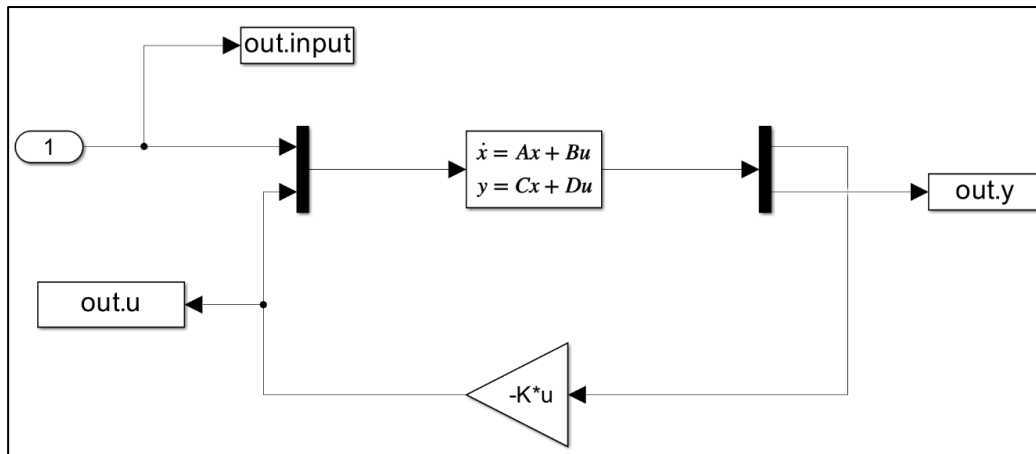 out.input
1
ẋ = Ax + Bu
y = Cx + Du
out.y
out.u
-K*u